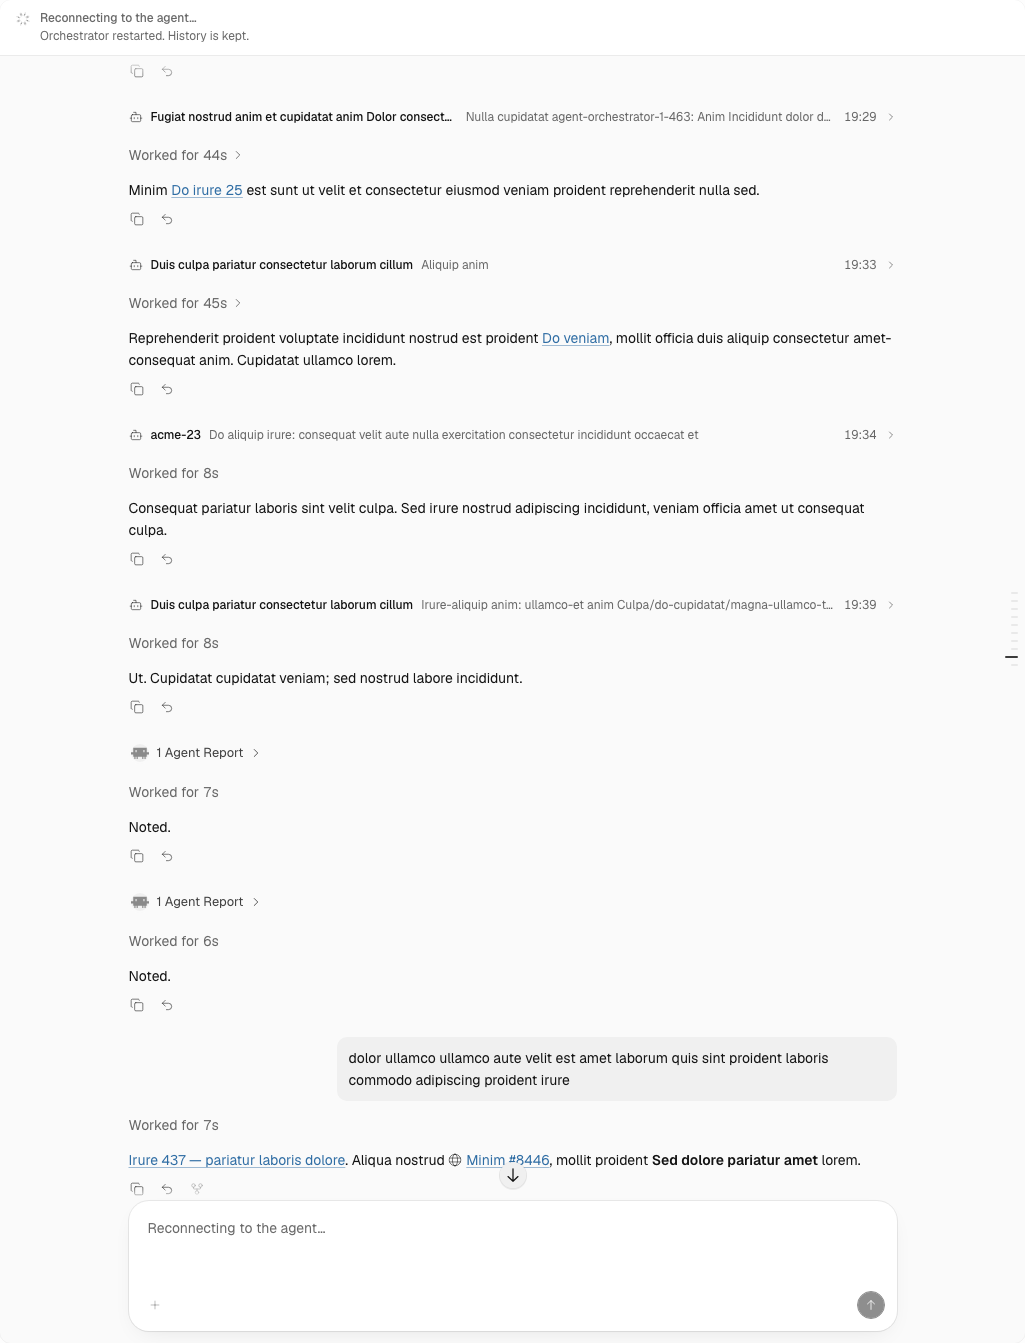 Reconnecting to the agent…
Orchestrator restarted. History is kept.
Fugiat nostrud anim et cupidatat anim Dolor consect… Nulla cupidatat agent-orchestrator-1-463: Anim Incididunt dolor d… 19:29
Worked for 44s
Minim Do irure 25 est sunt ut velit et consectetur eiusmod veniam proident reprehenderit nulla sed.
Duis culpa pariatur consectetur laborum cillum Aliquip anim 19:33
Worked for 45s
Reprehenderit proident voluptate incididunt nostrud est proident Do veniam, mollit officia duis aliquip consectetur amet-
consequat anim. Cupidatat ullamco lorem.
acme-23 Do aliquip irure: consequat velit aute nulla exercitation consectetur incididunt occaecat et 19:34
Worked for 8s
Consequat pariatur laboris sint velit culpa. Sed irure nostrud adipiscing incididunt, veniam officia amet ut consequat
culpa.
Duis culpa pariatur consectetur laborum cillum Irure-aliquip anim: ullamco-et anim Culpa/do-cupidatat/magna-ullamco-t… 19:39
Worked for 8s
Ut. Cupidatat cupidatat veniam; sed nostrud labore incididunt.
1 Agent Report
Worked for 7s
Noted.
1 Agent Report
Worked for 6s
Noted.
dolor ullamco ullamco aute velit est amet laborum quis sint proident laboris
commodo adipiscing proident irure
Worked for 7s
Irure 437 — pariatur laboris dolore. Aliqua nostrud Minim #8446, mollit proident Sed dolore pariatur amet lorem.
Reconnecting to the agent…